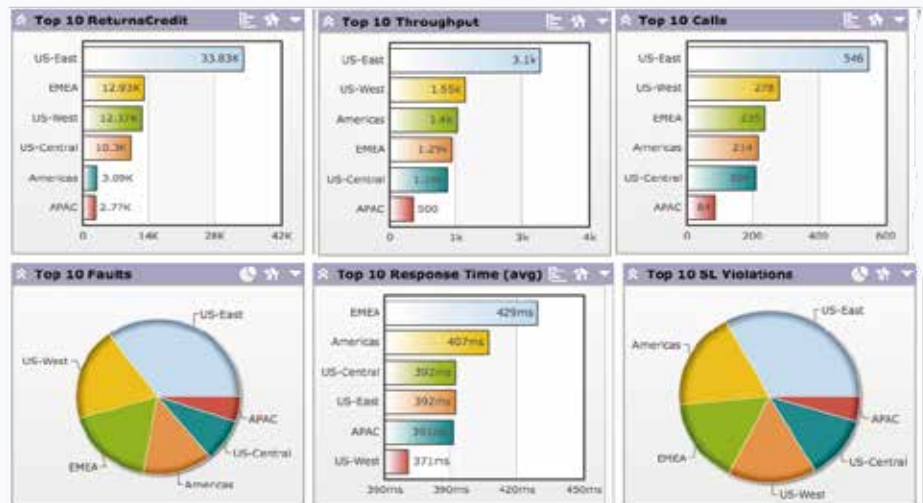 Top 10 ReturnsCredit
US-East
33.83K
EMEA
12.93K
US-West
12.37K
US-Central
10.3K
Americas
3.09K
APAC
2.77K
0 14K 28K 42K
Top 10 Throughput
US-East
3.1k
US-West
1.55k
Americas
1.4k
EMEA
1.29k
US-Central
APAC
500
0 1k 3k 4k
Top 10 Calls
US-East
546
US-West
278
EMEA
235
Americas
214
US-Central
APAC
84
0 200 400 600
Top 10 Faults
US-East
US-West
APAC
US-Central
EMEA
Americas
Top 10 Response Time (avg)
EMEA
429ms
Americas
407ms
US-Central
392ms
US-East
392ms
APAC
391ms
US-West
371ms
390ms 390ms 420ms 450ms
Top 10 SL Violations
US-East
Americas
APAC
EMEA
US-Central
US-West